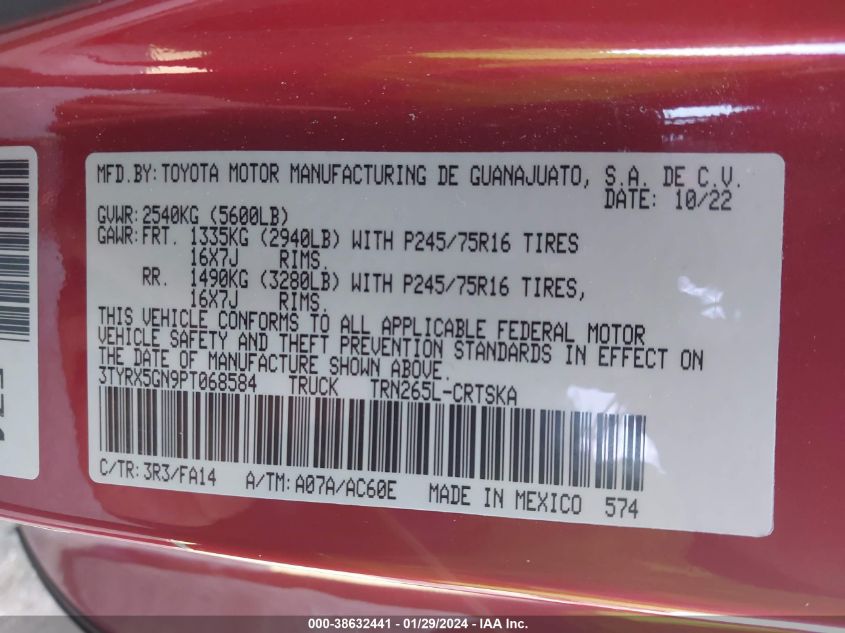 MFD.BY: TOYOTA MOTOR MANUFACTURING DE GUANAJUATO, S.A. DE C.V.
DATE: 10/22
GVWR: 2540KG (5600LB)
GAWR: FRT. 1335KG (2940LB) WITH P245/75R16 TIRES
16X7J RIMS.
RR. 1490KG (3280LB) WITH P245/75R16 TIRES,
16X7J RIMS.
THIS VEHICLE CONFORMS TO ALL APPLICABLE FEDERAL MOTOR
VEHICLE SAFETY AND THEFT PREVENTION STANDARDS IN EFFECT ON
THE DATE OF MANUFACTURE SHOWN ABOVE.
3TYRX5GN9PT068584 TRUCK TRN265L-CRTSKA
C/TR: 3R3/FA14 A/TM: A07A/AC60E MADE IN MEXICO 574
000-38632441 - 01/29/2024 - IAA Inc.